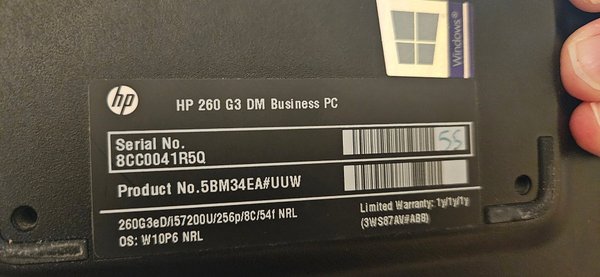 Windows®
hp
HP 260 G3 DM Business PC
Serial No.
8CC0041R5Q
55
Product No.5BM34EA#UUW
260G3eD/i57200U/256p/8C/54f NRL
OS: W10P6 NRL
Limited Warranty: 1y/1y/1y
(3WS87AV#ABB)